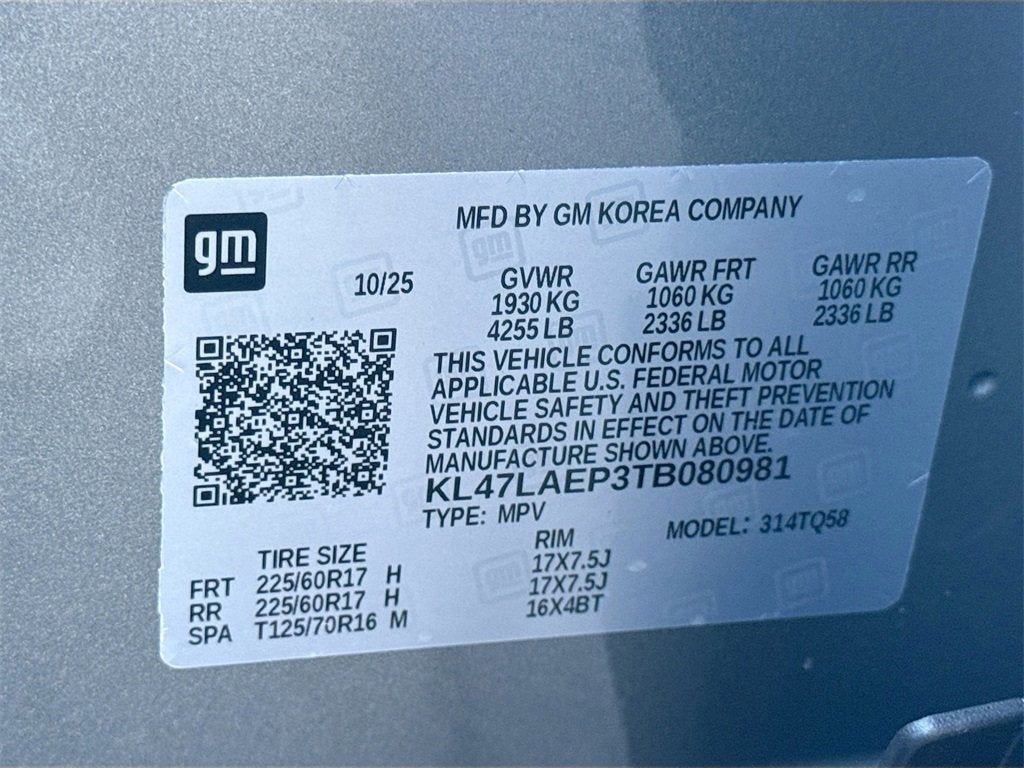 gm
MFD BY GM KOREA COMPANY
10/25
GVWR GAWR FRT GAWR RR
1930 KG 1060 KG 1060 KG
4255 LB 2336 LB 2336 LB
THIS VEHICLE CONFORMS TO ALL
APPLICABLE U.S. FEDERAL MOTOR
VEHICLE SAFETY AND THEFT PREVENTION
STANDARDS IN EFFECT ON THE DATE OF
MANUFACTURE SHOWN ABOVE.
KL47LAEP3TB080981
TYPE: MPV MODEL: 314TQ58
TIRE SIZE RIM
FRT 225/60R17 H 17X7.5J
RR 225/60R17 H 17X7.5J
SPA T125/70R16 M 16X4BT